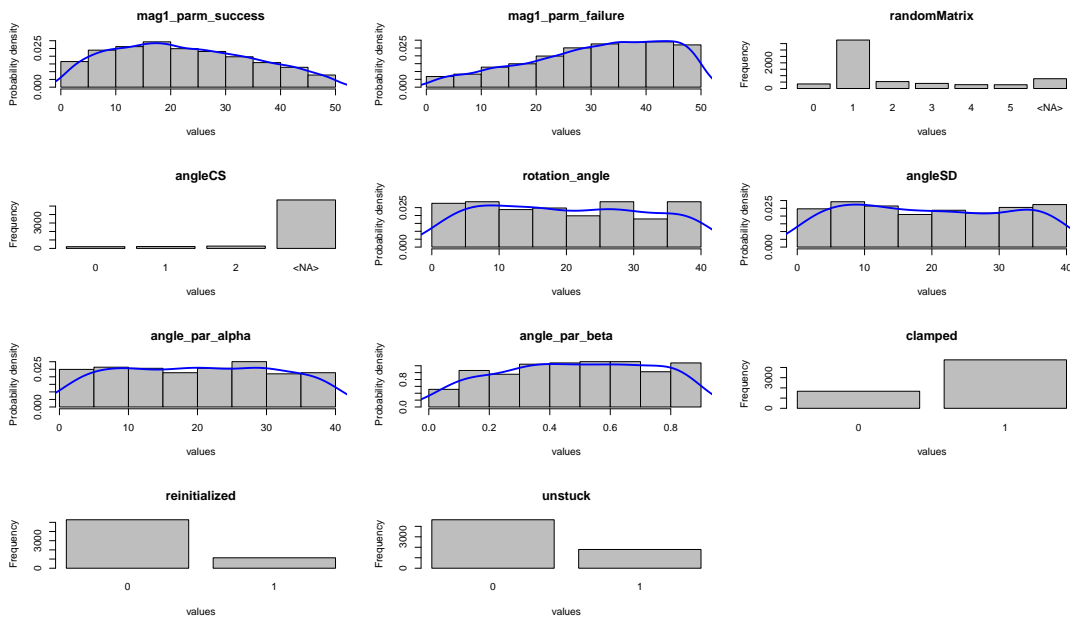 mag1_parm_success
Probability density
0.000 0.025
0 10 20 30 40 50
values
mag1_parm_failure
Probability density
0.000 0.025
0 10 20 30 40 50
values
randomMatrix
Frequency
0 2000
0 1 2 3 4 5 <NA>
values
angleCS
Frequency
0 3000
0 1 2 <NA>
values
rotation_angle
Probability density
0.000 0.025
0 10 20 30 40
values
angleSD
Probability density
0.000 0.025
0 10 20 30 40
values
angle_par_alpha
Probability density
0.000 0.025
0 10 20 30 40
values
angle_par_beta
Probability density
0.0 0.8
0.0 0.2 0.4 0.6 0.8
values
clamped
Frequency
0 3000
0 1
values
reinitialized
Frequency
0 3000
0 1
values
unstuck
Frequency
0 3000
0 1
values